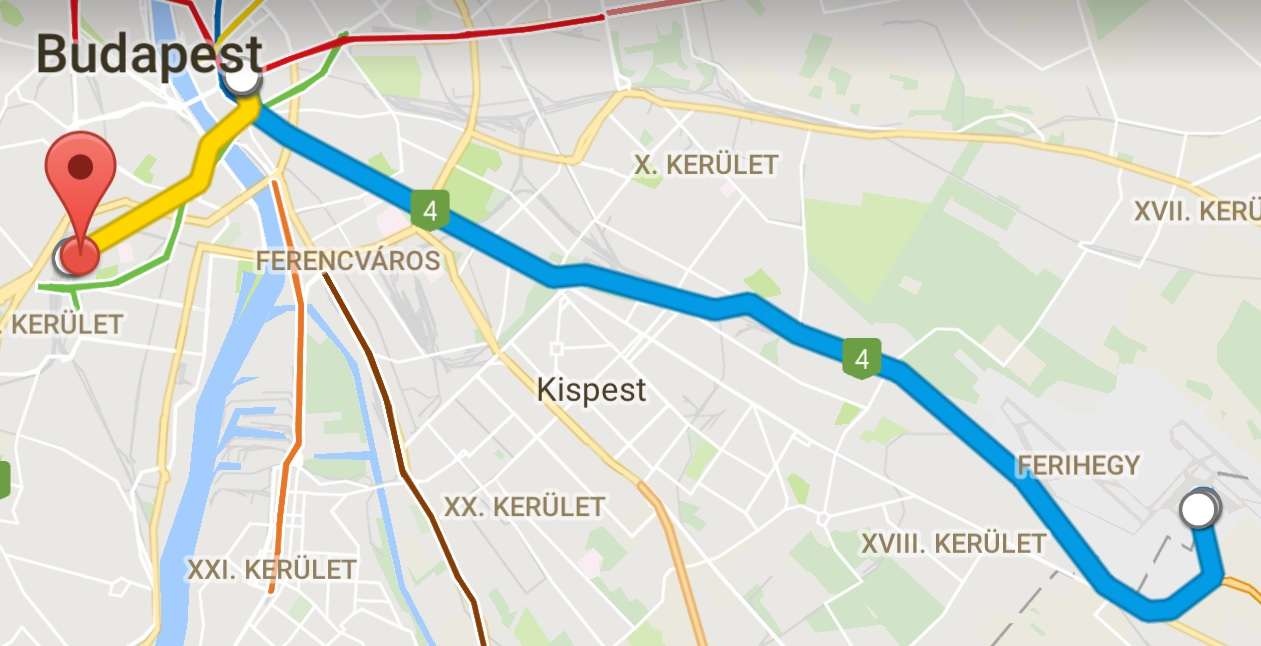 Budapest
X. KERÜLET
XVII. KERÜ
4
FERENCVÁROS
. KERÜLET
4
Kispest
FERIHEGY
XX. KERÜLET
XVIII. KERÜLET
XXI. KERÜLET